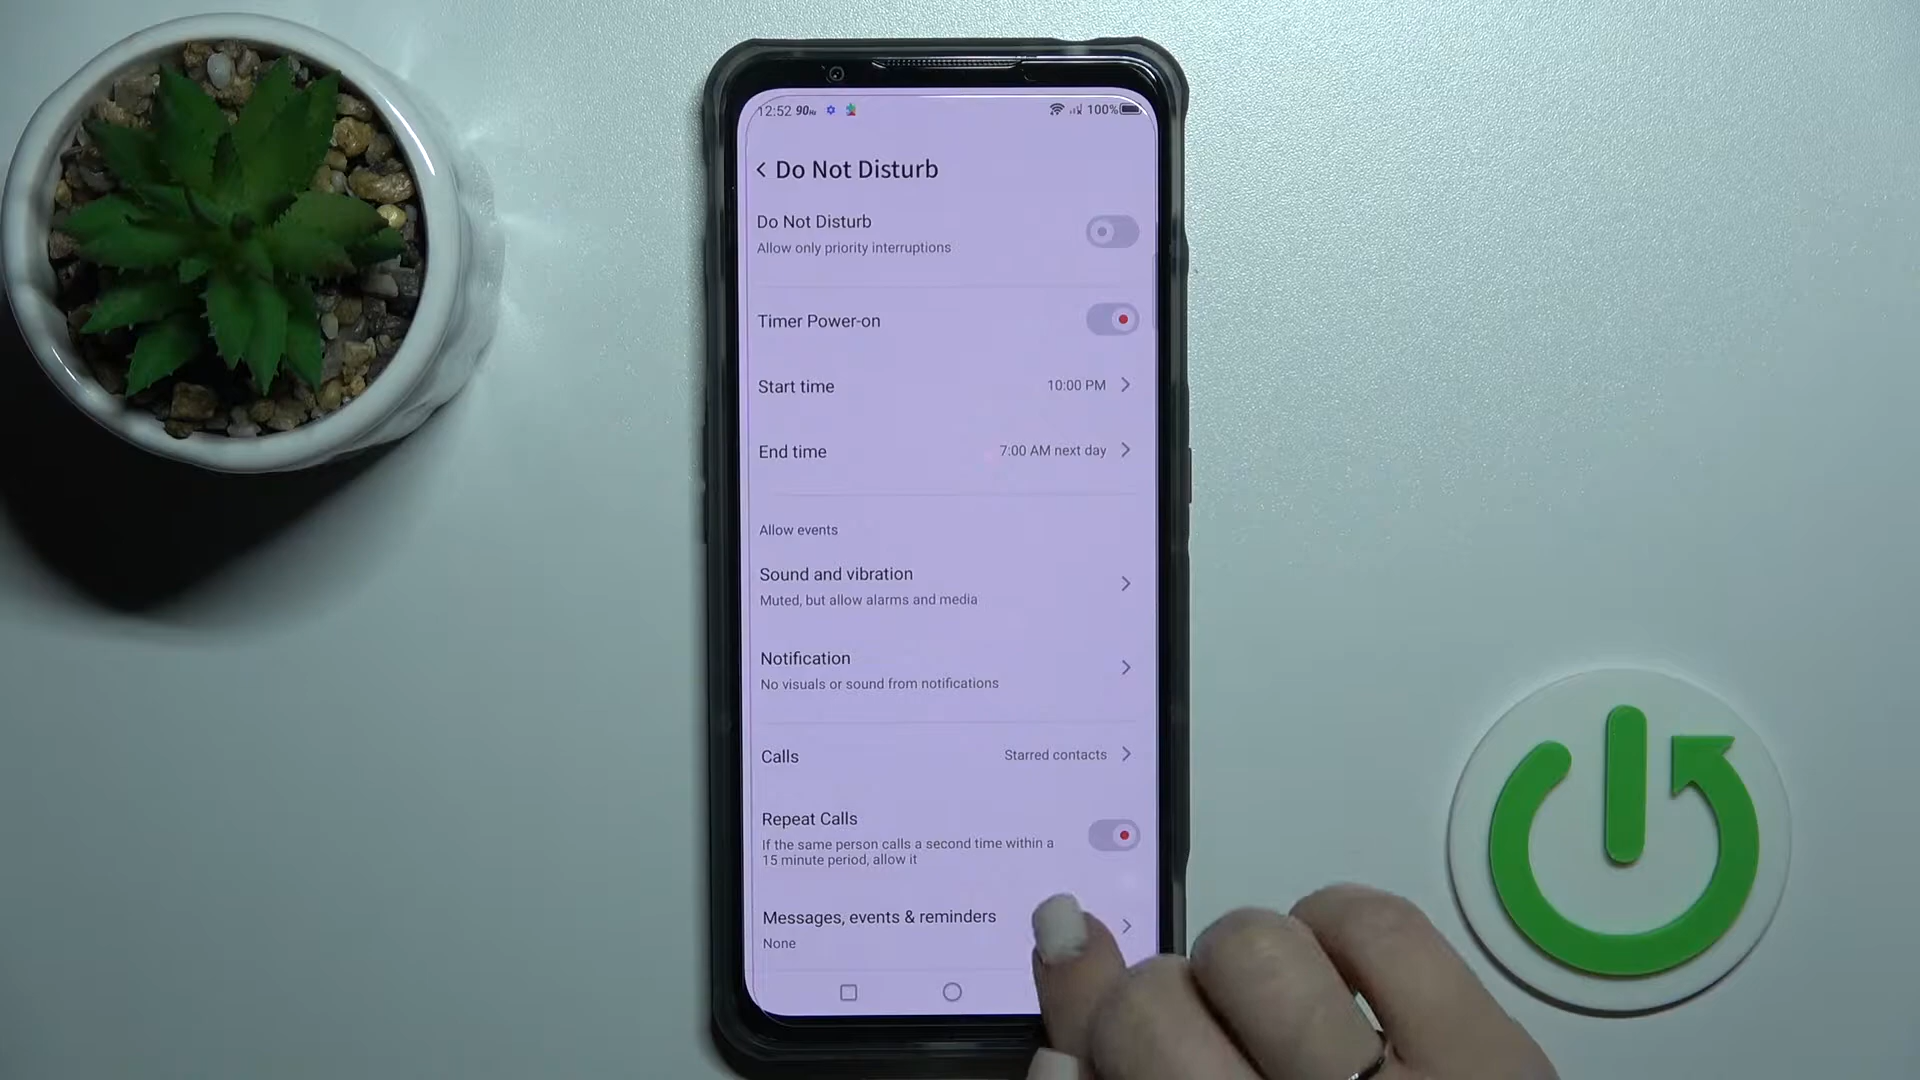 12:52 90Hz 100%
Do Not Disturb
Do Not Disturb
Allow only priority interruptions
Timer Power-on
Start time 10:00 PM
End time 7:00 AM next day
Allow events
Sound and vibration
Muted, but allow alarms and media
Notification
No visuals or sound from notifications
Calls Starred contacts
Repeat Calls
If the same person calls a second time within a
15 minute period, allow it
Messages, events & reminders
None